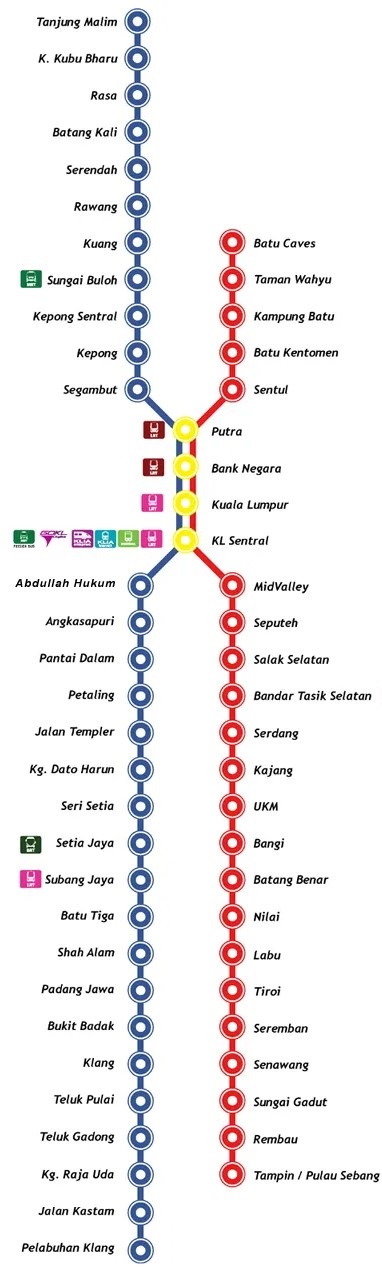 Tanjung Malim
K. Kubu Bharu
Rasa
Batang Kali
Serendah
Rawang
Kuang
Batu Caves
Sungai Buloh
Taman Wahyu
Kepong Sentral
Kampung Batu
Kepong
Batu Kentomen
Segambut
Sentul
LRT
Putra
LRT
Bank Negara
LRT
Kuala Lumpur
GOKL
KLIA
KLIA
LRT
KL Sentral
Abdullah Hukum
MidValley
Angkasapuri
Seputeh
Pantai Dalam
Salak Selatan
Petaling
Bandar Tasik Selatan
Jalan Templer
Serdang
Kg. Dato Harun
Kajang
Seri Setia
UKM
BRT
Setia Jaya
Bangi
LRT
Subang Jaya
Batang Benar
Batu Tiga
Nilai
Shah Alam
Labu
Padang Jawa
Tiroi
Bukit Badak
Seremban
Klang
Senawang
Teluk Pulai
Sungai Gadut
Teluk Gadong
Rembau
Kg. Raja Uda
Tampin / Pulau Sebang
Jalan Kastam
Pelabuhan Klang